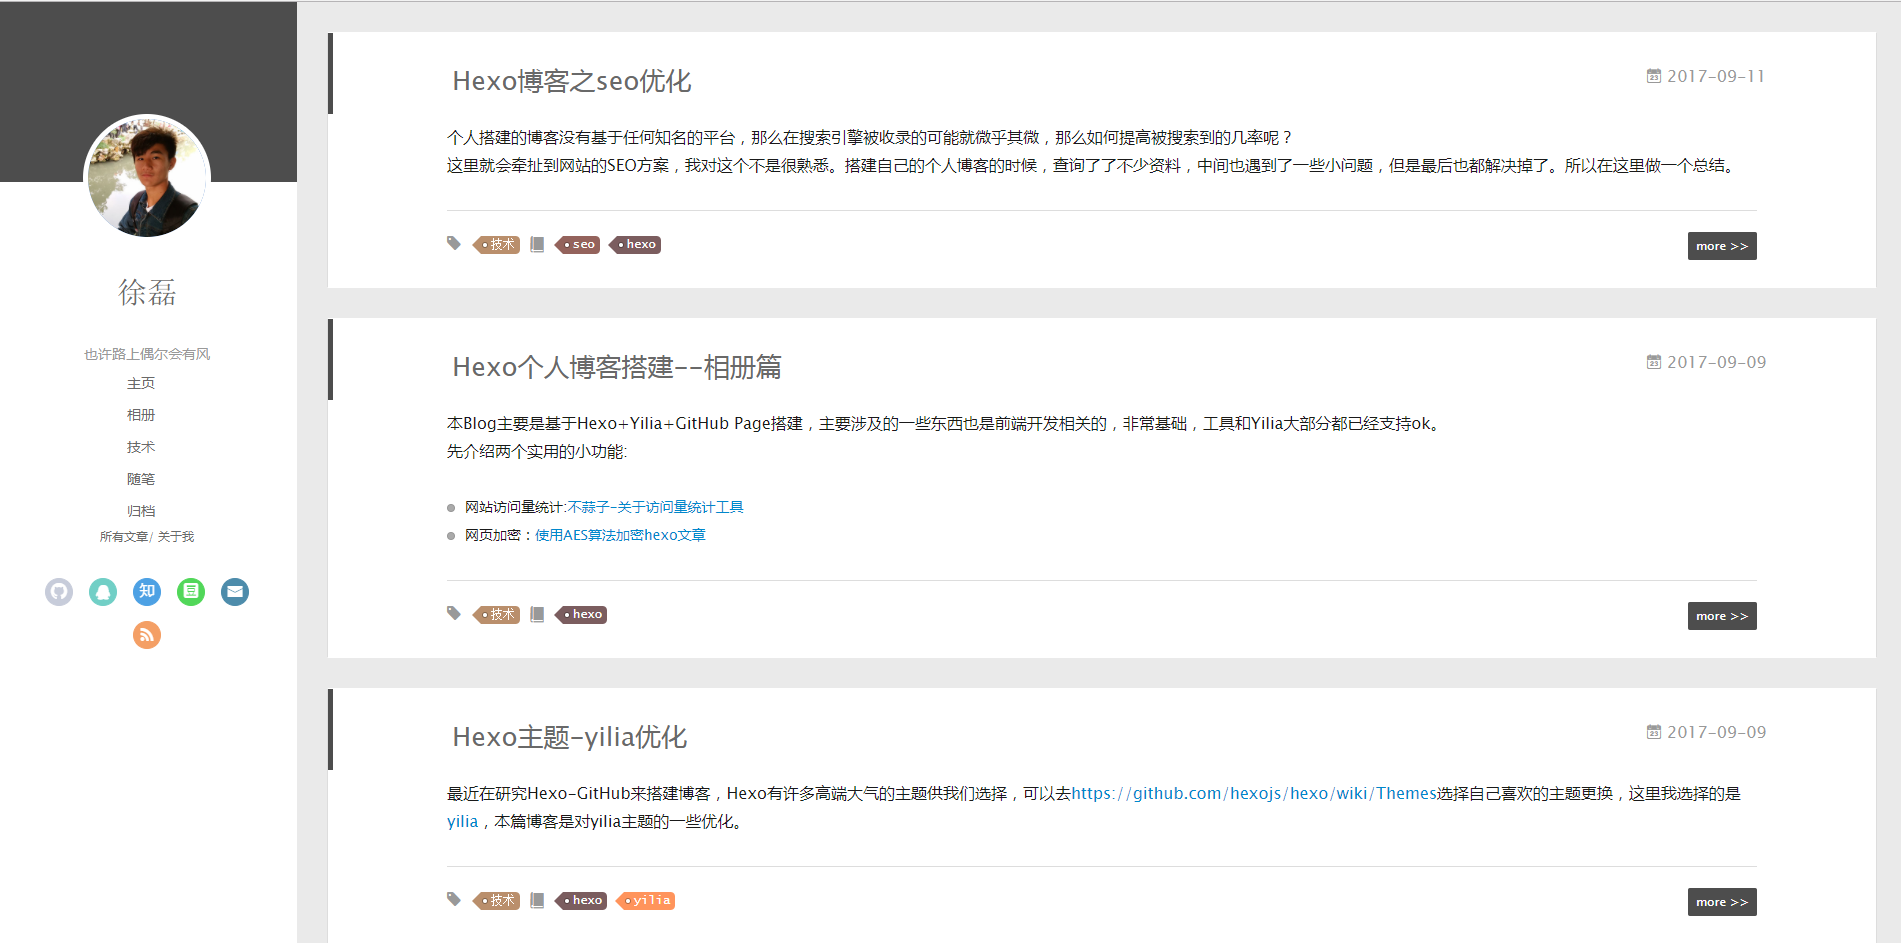 徐磊
也许路上偶尔会有风
主页
相册
技术
随笔
归档
所有文章/ 关于我
知
豆
Hexo博客之seo优化
23 2017-09-11
个人搭建的博客没有基于任何知名的平台，那么在搜索引擎被收录的可能就微乎其微，那么如何提高被搜索到的几率呢？
这里就会牵扯到网站的SEO方案，我对这个不是很熟悉。搭建自己的个人博客的时候，查询了了不少资料，中间也遇到了一些小问题，但是最后也都解决掉了。所以在这里做一个总结。
技术 seo hexo
more >>
Hexo个人博客搭建--相册篇
23 2017-09-09
本Blog主要是基于Hexo+Yilia+GitHub Page搭建，主要涉及的一些东西也是前端开发相关的，非常基础，工具和Yilia大部分都已经支持ok。
先介绍两个实用的小功能:
网站访问量统计:不蒜子-关于访问量统计工具
网页加密：使用AES算法加密hexo文章
技术 hexo
more >>
Hexo主题-yilia优化
23 2017-09-09
最近在研究Hexo-GitHub来搭建博客，Hexo有许多高端大气的主题供我们选择，可以去https://github.com/hexojs/hexo/wiki/Themes选择自己喜欢的主题更换，这里我选择的是
yilia，本篇博客是对yilia主题的一些优化。
技术 hexo yilia
more >>